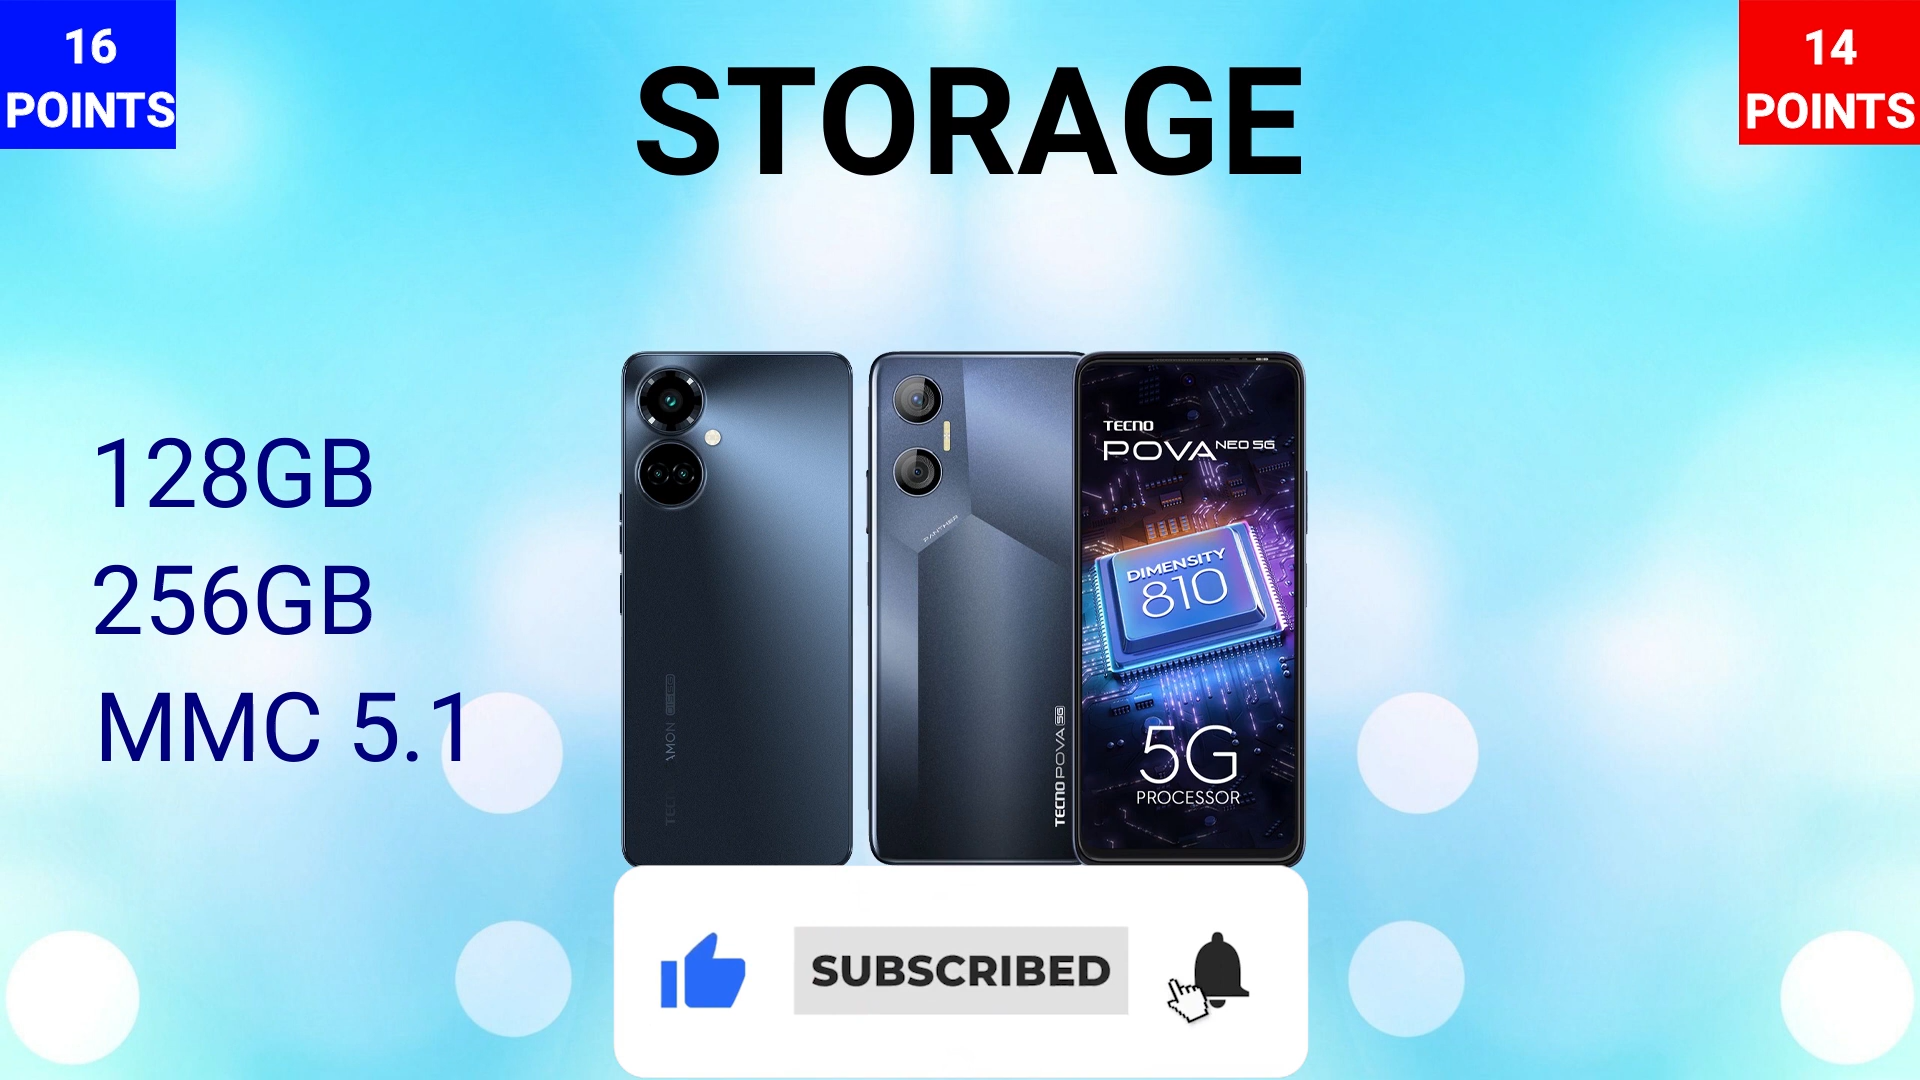 16
POINTS
STORAGE
14
POINTS
128GB
256GB
MMC 5.1
TECNO
POVA NEO 5G
DIMENSITY
810
5G
PROCESSOR
PANTHER
TECNO POVA 5G
SUBSCRIBED